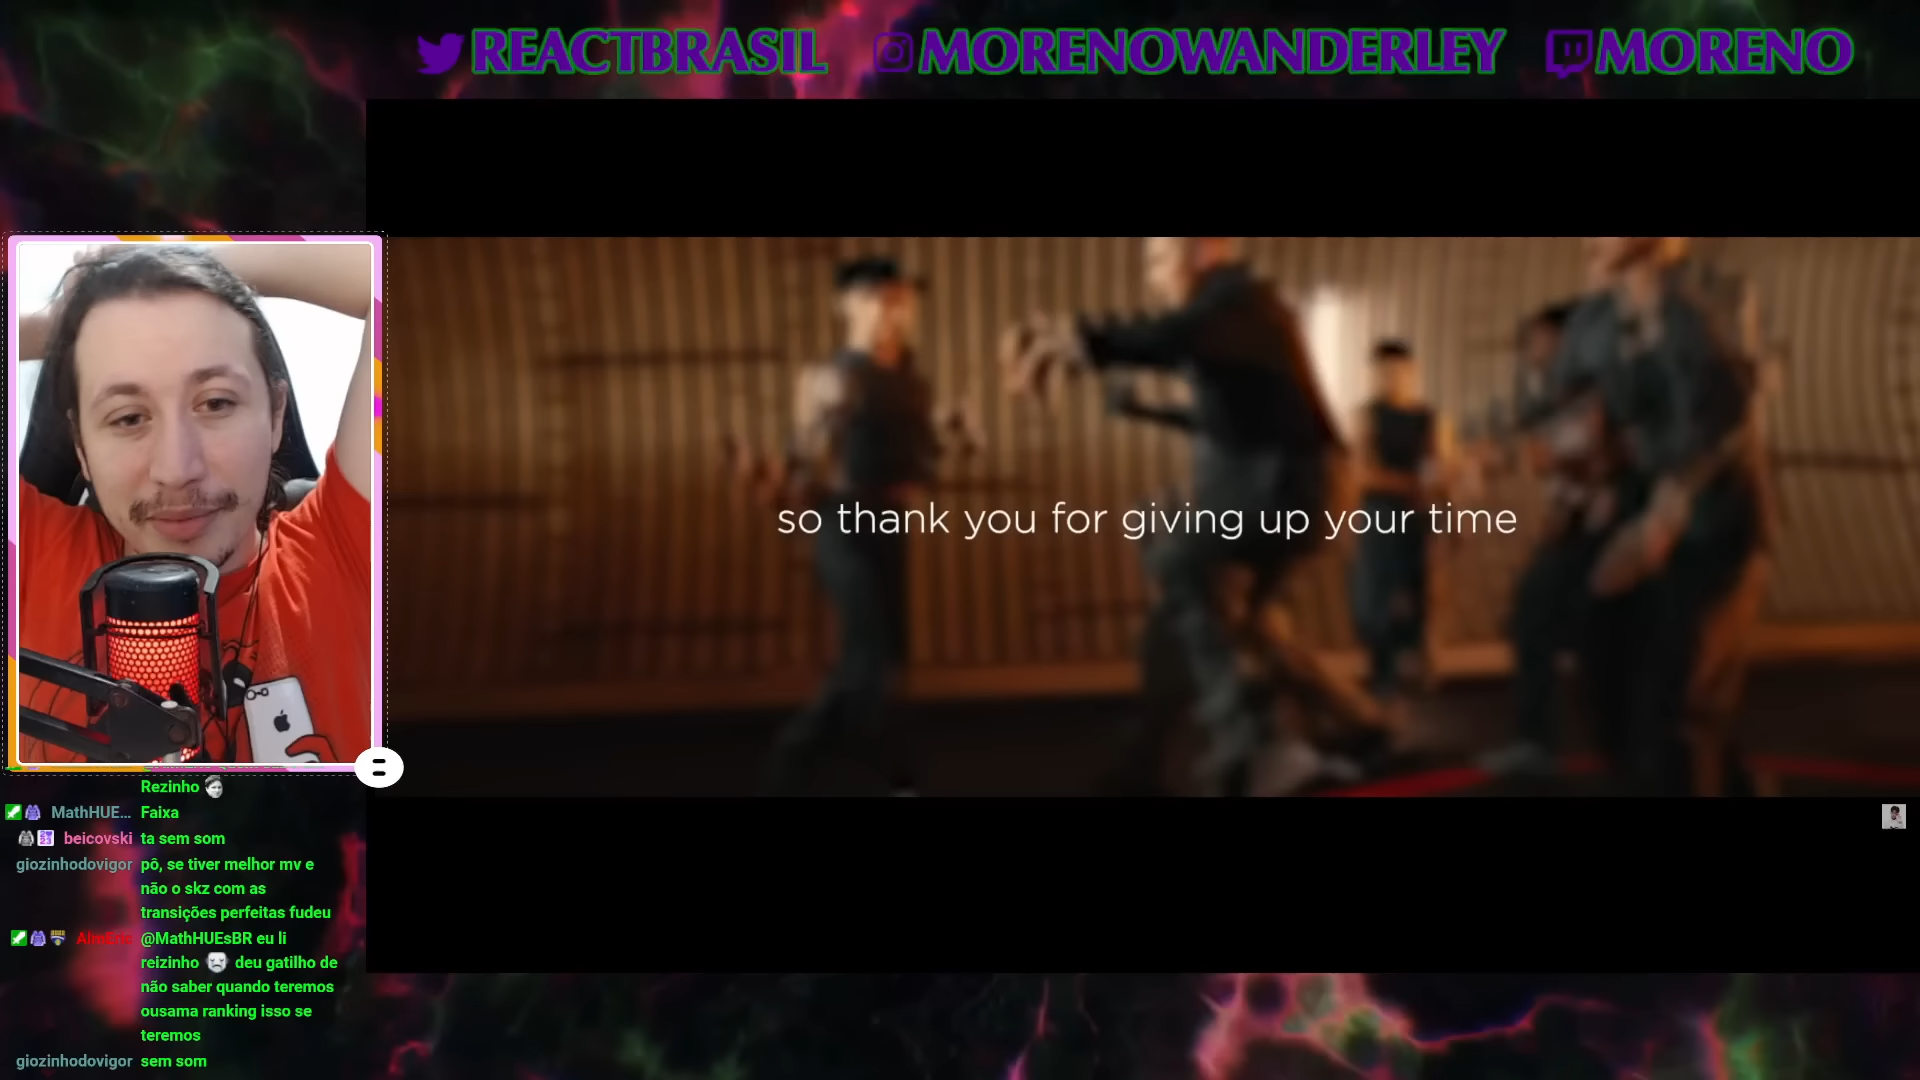 REACTBRASIL MORENOWANDERLEY MORENO
so thank you for giving up your time
Rezinho
MathHUE... Faixa
beicovski ta sem som
giozinhodovigor pô, se tiver melhor mv e
não o skz com as
transições perfeitas fudeu
@MathHUEsBR eu li
reizinho deu gatilho de
não saber quando teremos
ousama ranking isso se
teremos
giozinhodovigor sem som